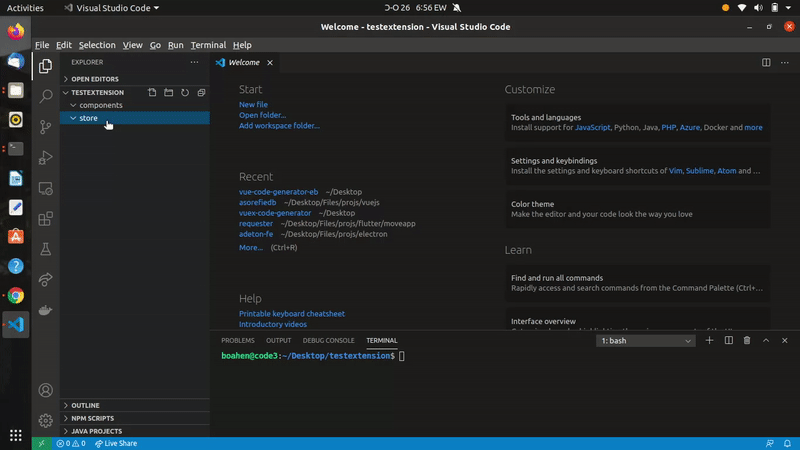 Activities
Visual Studio Code
Ɔ-O 26 6:56 EW
Welcome - testextension - Visual Studio Code
File Edit Selection View Go Run Terminal Help
EXPLORER
OPEN EDITORS
TESTEXTENSION
components
store
OUTLINE
NPM SCRIPTS
JAVA PROJECTS
Welcome
Start
New file
Open folder...
Add workspace folder...
Recent
vue-code-generator-eb ~/Desktop
asorefiedb ~/Desktop/Files/projs/vuejs
vuex-code-generator ~/Desktop
requester ~/Desktop/Files/projs/flutter/moveapp
adeton-fe ~/Desktop/Files/projs/electron
More... (Ctrl+R)
Help
Printable keyboard cheatsheet
Introductory videos
Customize
Tools and languages
Install support for JavaScript, Python, Java, PHP, Azure, Docker and more
Settings and keybindings
Install the settings and keyboard shortcuts of Vim, Sublime, Atom and ...
Color theme
Make the editor and your code look the way you love
Learn
Find and run all commands
Rapidly access and search commands from the Command Palette (Ctrl+...
Interface overview
PROBLEMS OUTPUT DEBUG CONSOLE TERMINAL
1: bash
boahen@code3:~/Desktop/testextension$
0 0 Live Share